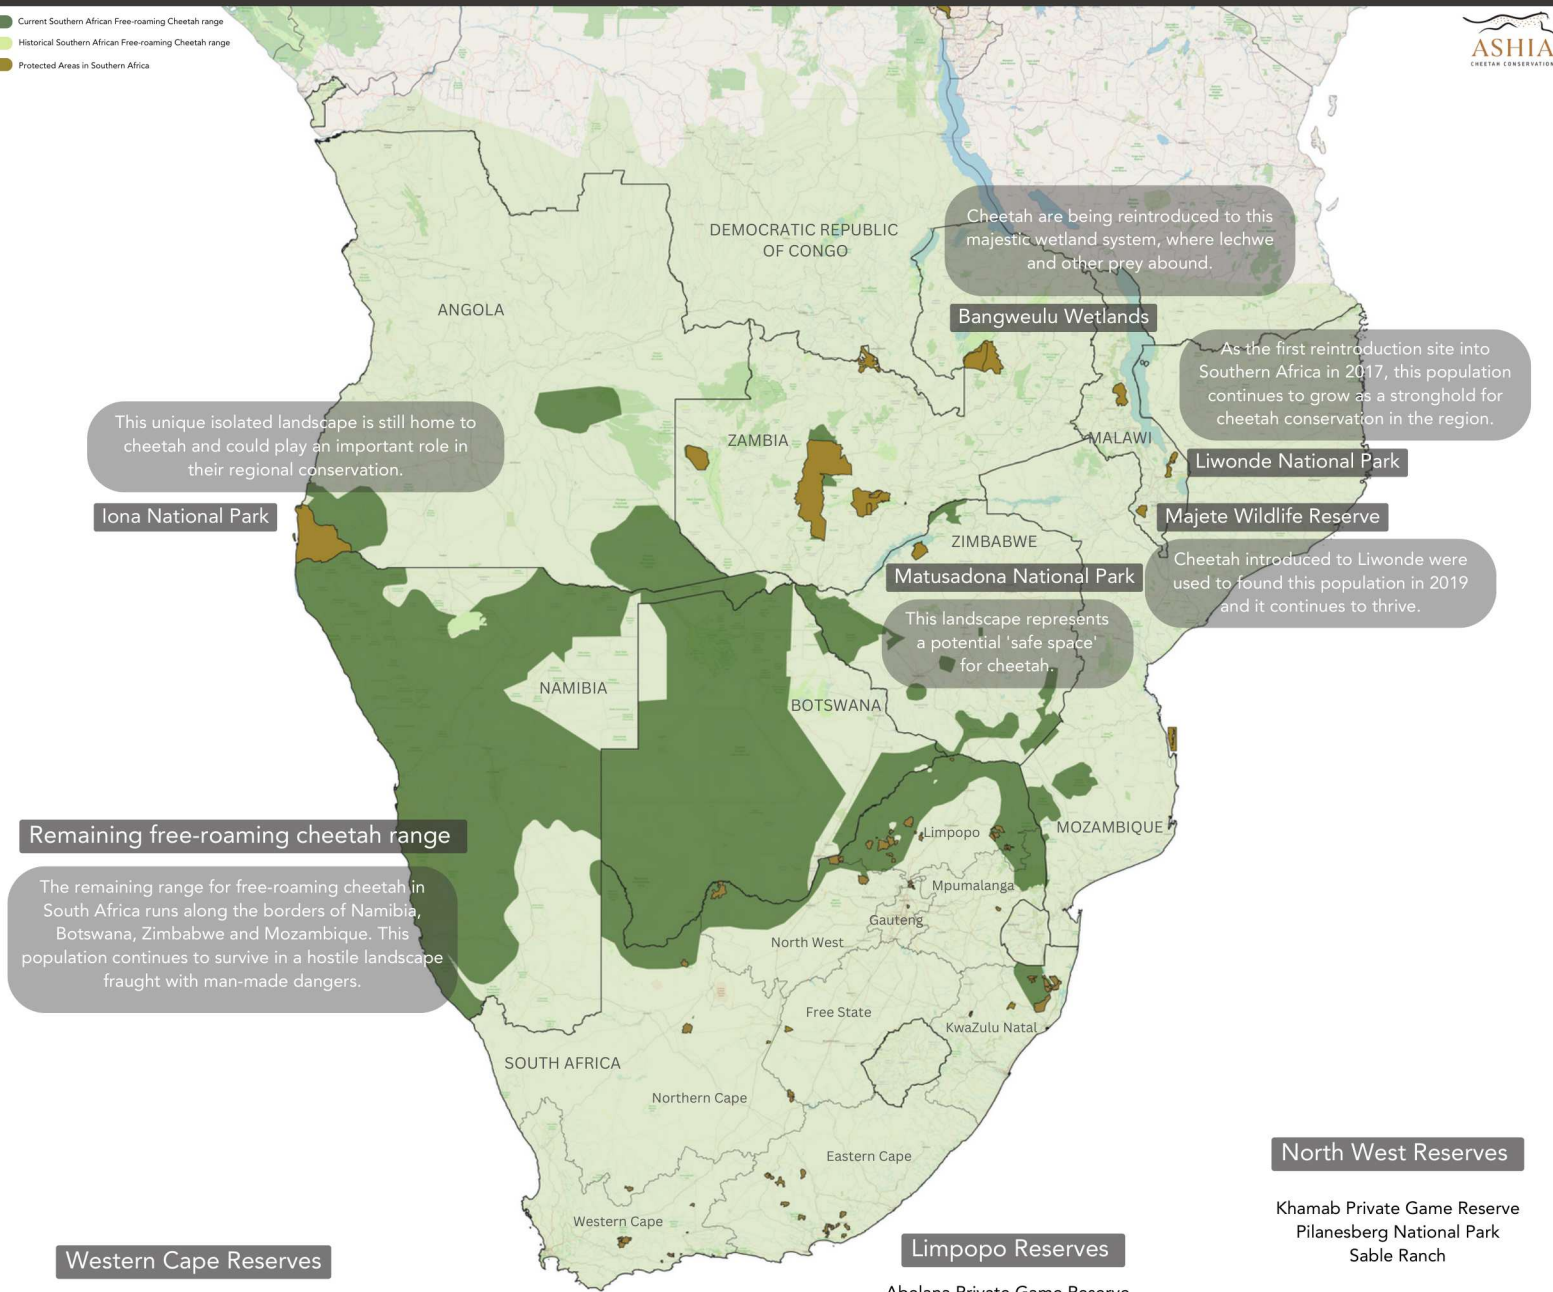 Current Southern African Free-roaming Cheetah range
Historical Southern African Free-roaming Cheetah range
Protected Areas in Southern Africa
ASHIA
CHEETAH CONSERVATION
DEMOCRATIC REPUBLIC
OF CONGO
Cheetah are being reintroduced to this
majestic wetland system, where lechwe
and other prey abound.
ANGOLA
Bangweulu Wetlands
As the first reintroduction site into
Southern Africa in 2017, this population
continues to grow as a stronghold for
cheetah conservation in the region.
This unique isolated landscape is still home to
cheetah and could play an important role in
their regional conservation.
ZAMBIA
MALAWI
Liwonde National Park
Iona National Park
Majete Wildlife Reserve
ZIMBABWE
Cheetah introduced to Liwonde were
used to found this population in 2019
and it continues to thrive.
Matusadona National Park
This landscape represents
a potential 'safe space'
for cheetah.
NAMIBIA
BOTSWANA
Remaining free-roaming cheetah range
The remaining range for free-roaming cheetah in
South Africa runs along the borders of Namibia,
Botswana, Zimbabwe and Mozambique. This
population continues to survive in a hostile landscape
fraught with man-made dangers.
Limpopo
MOZAMBIQUE
Mpumalanga
Gauteng
North West
Free State
KwaZulu Natal
SOUTH AFRICA
Northern Cape
Eastern Cape
Western Cape
North West Reserves
Khamab Private Game Reserve
Pilanesberg National Park
Sable Ranch
Western Cape Reserves
Limpopo Reserves
Abelana Private Game Reserve